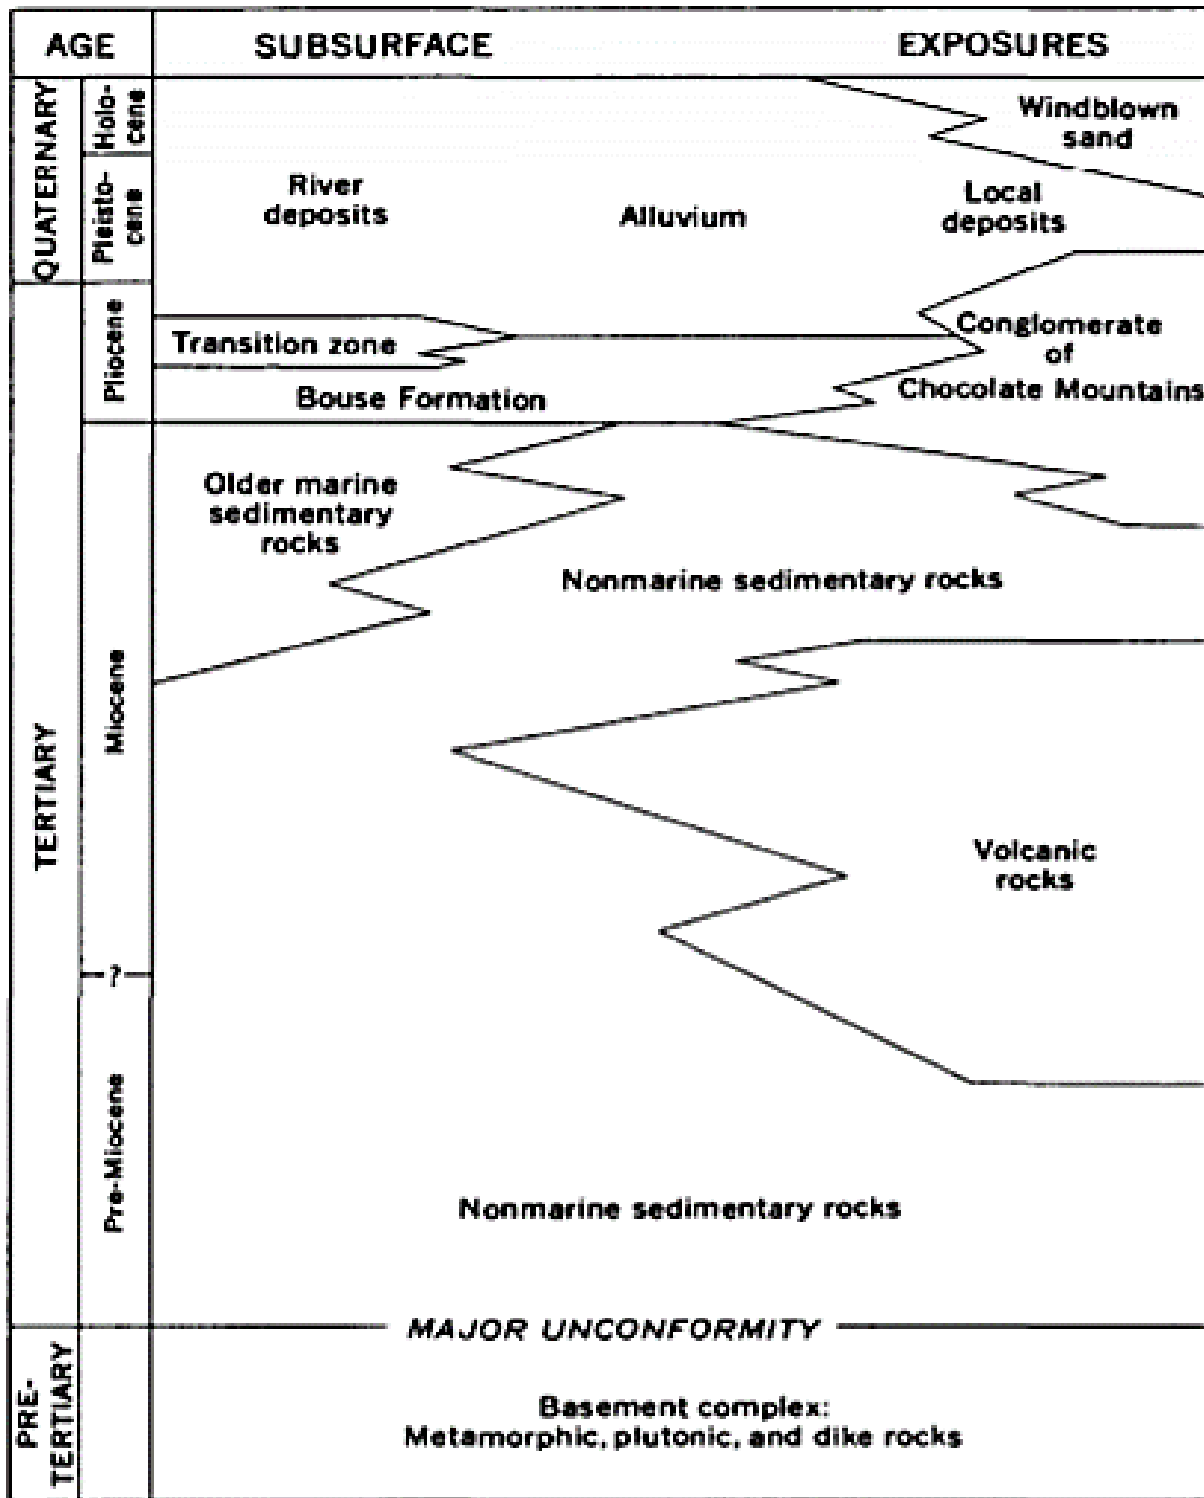 AGE
SUBSURFACE
EXPOSURES
QUATERNARY
Holo-
cene
Pleisto-
cene
Windblown
sand
River
deposits
Alluvium
Local
deposits
TERTIARY
Pliocene
Transition zone
Conglomerate
of
Chocolate Mountains
Bouse Formation
Older marine
sedimentary
rocks
Nonmarine sedimentary rocks
Miocene
Volcanic
rocks
?
Pre-Miocene
Nonmarine sedimentary rocks
MAJOR UNCONFORMITY
PRE-
TERTIARY
Basement complex:
Metamorphic, plutonic, and dike rocks